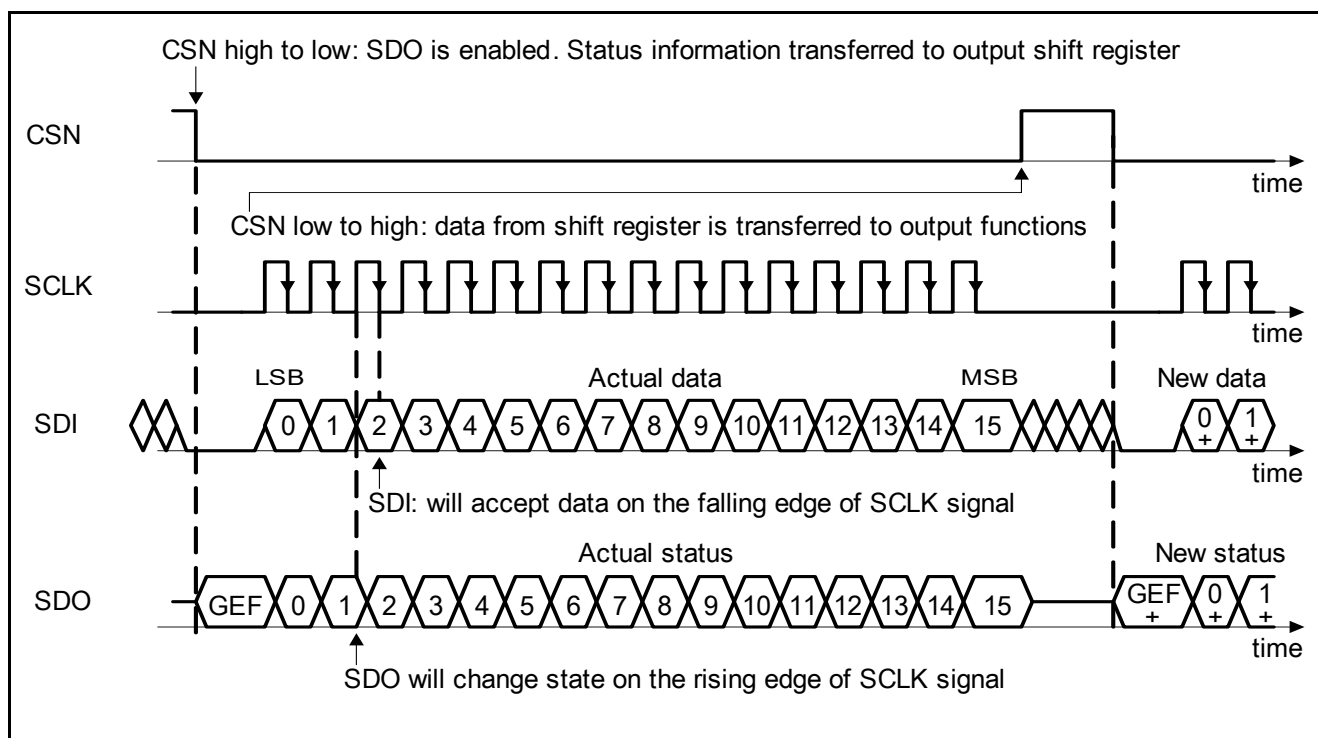 CSN high to low: SDO is enabled. Status information transferred to output shift register
CSN
time
CSN low to high: data from shift register is transferred to output functions
SCLK
time
LSB Actual data MSB New data
SDI 0 1 2 3 4 5 6 7 8 9 10 11 12 13 14 15 0+ 1+
time
SDI: will accept data on the falling edge of SCLK signal
Actual status New status
SDO GEF 0 1 2 3 4 5 6 7 8 9 10 11 12 13 14 15 GEF+ 0+ 1+
time
SDO will change state on the rising edge of SCLK signal